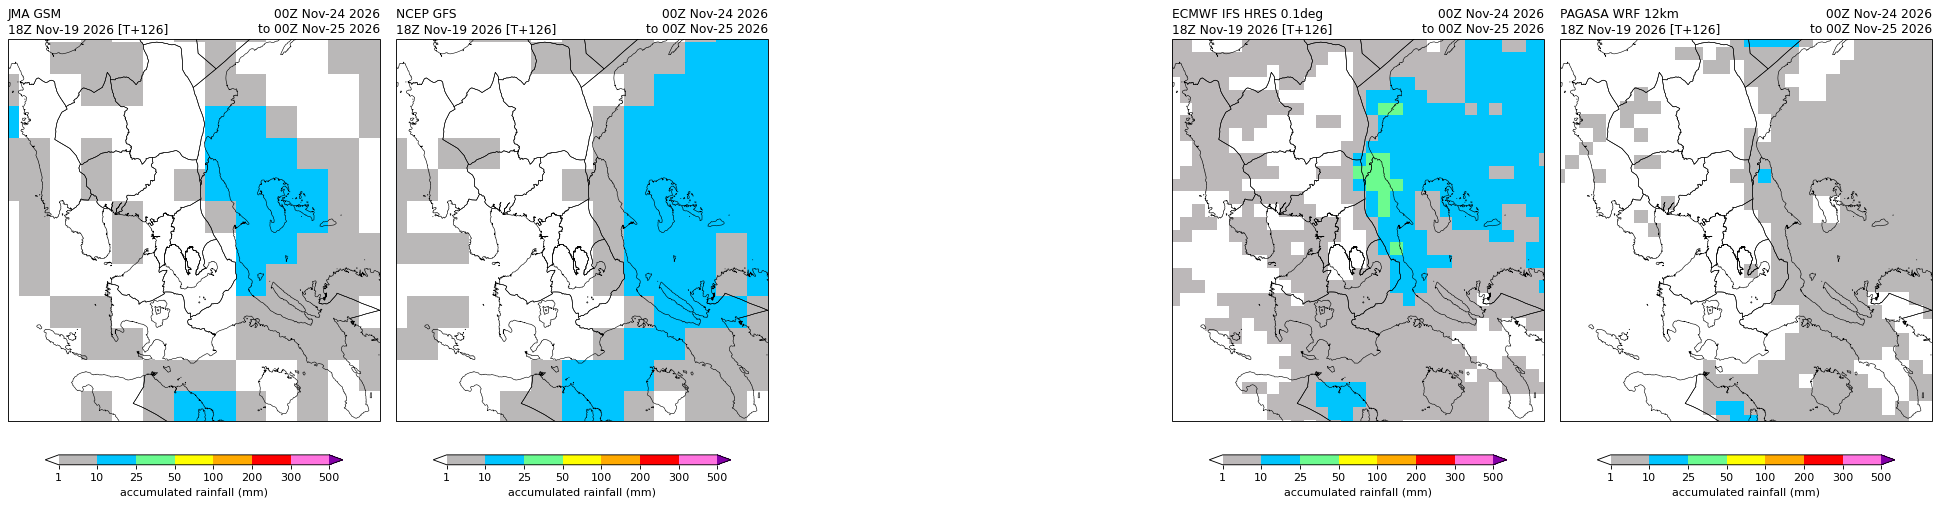 JMA GSM
00Z Nov-24 2026
18Z Nov-19 2026 [T+126]
to 00Z Nov-25 2026
NCEP GFS
00Z Nov-24 2026
18Z Nov-19 2026 [T+126]
to 00Z Nov-25 2026
ECMWF IFS HRES 0.1deg
00Z Nov-24 2026
18Z Nov-19 2026 [T+126]
to 00Z Nov-25 2026
PAGASA WRF 12km
00Z Nov-24 2026
18Z Nov-19 2026 [T+126]
to 00Z Nov-25 2026
1 10 25 50 100 200 300 500
accumulated rainfall (mm)
1 10 25 50 100 200 300 500
accumulated rainfall (mm)
1 10 25 50 100 200 300 500
accumulated rainfall (mm)
1 10 25 50 100 200 300 500
accumulated rainfall (mm)